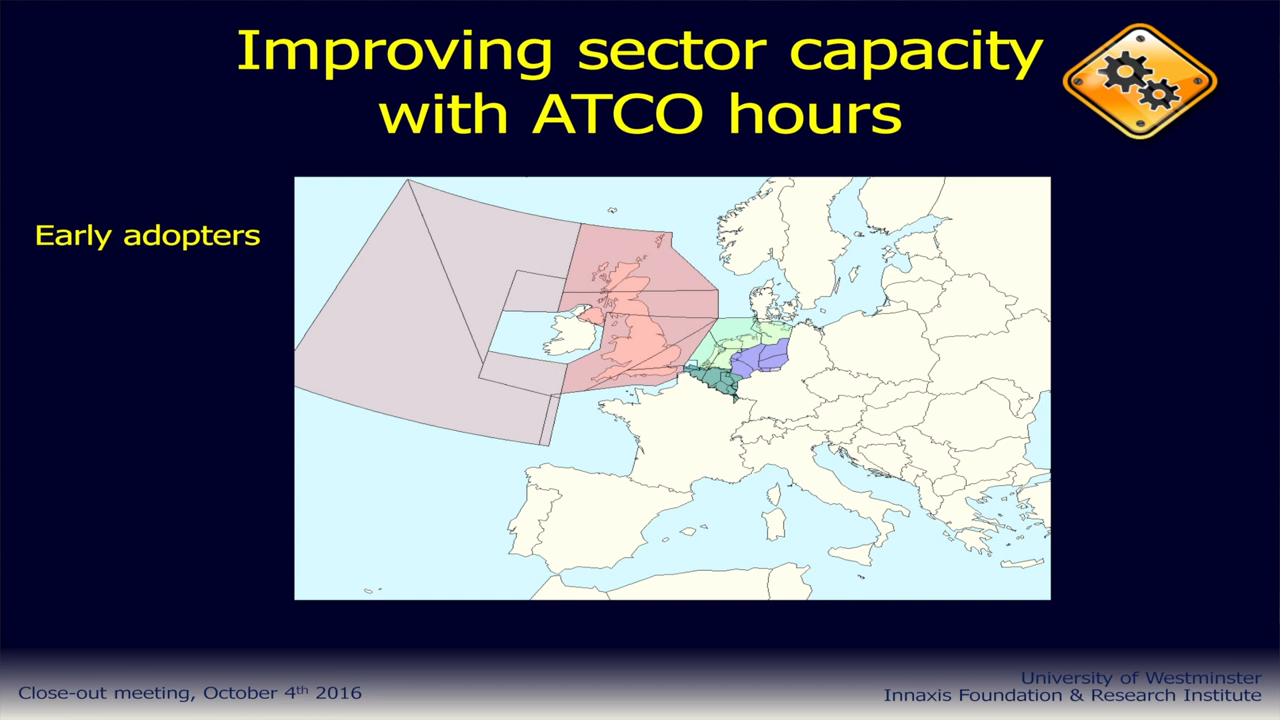 Improving sector capacity
with ATCO hours
Early adopters
Close-out meeting, October 4th 2016
University of Westminster
Innaxis Foundation & Research Institute